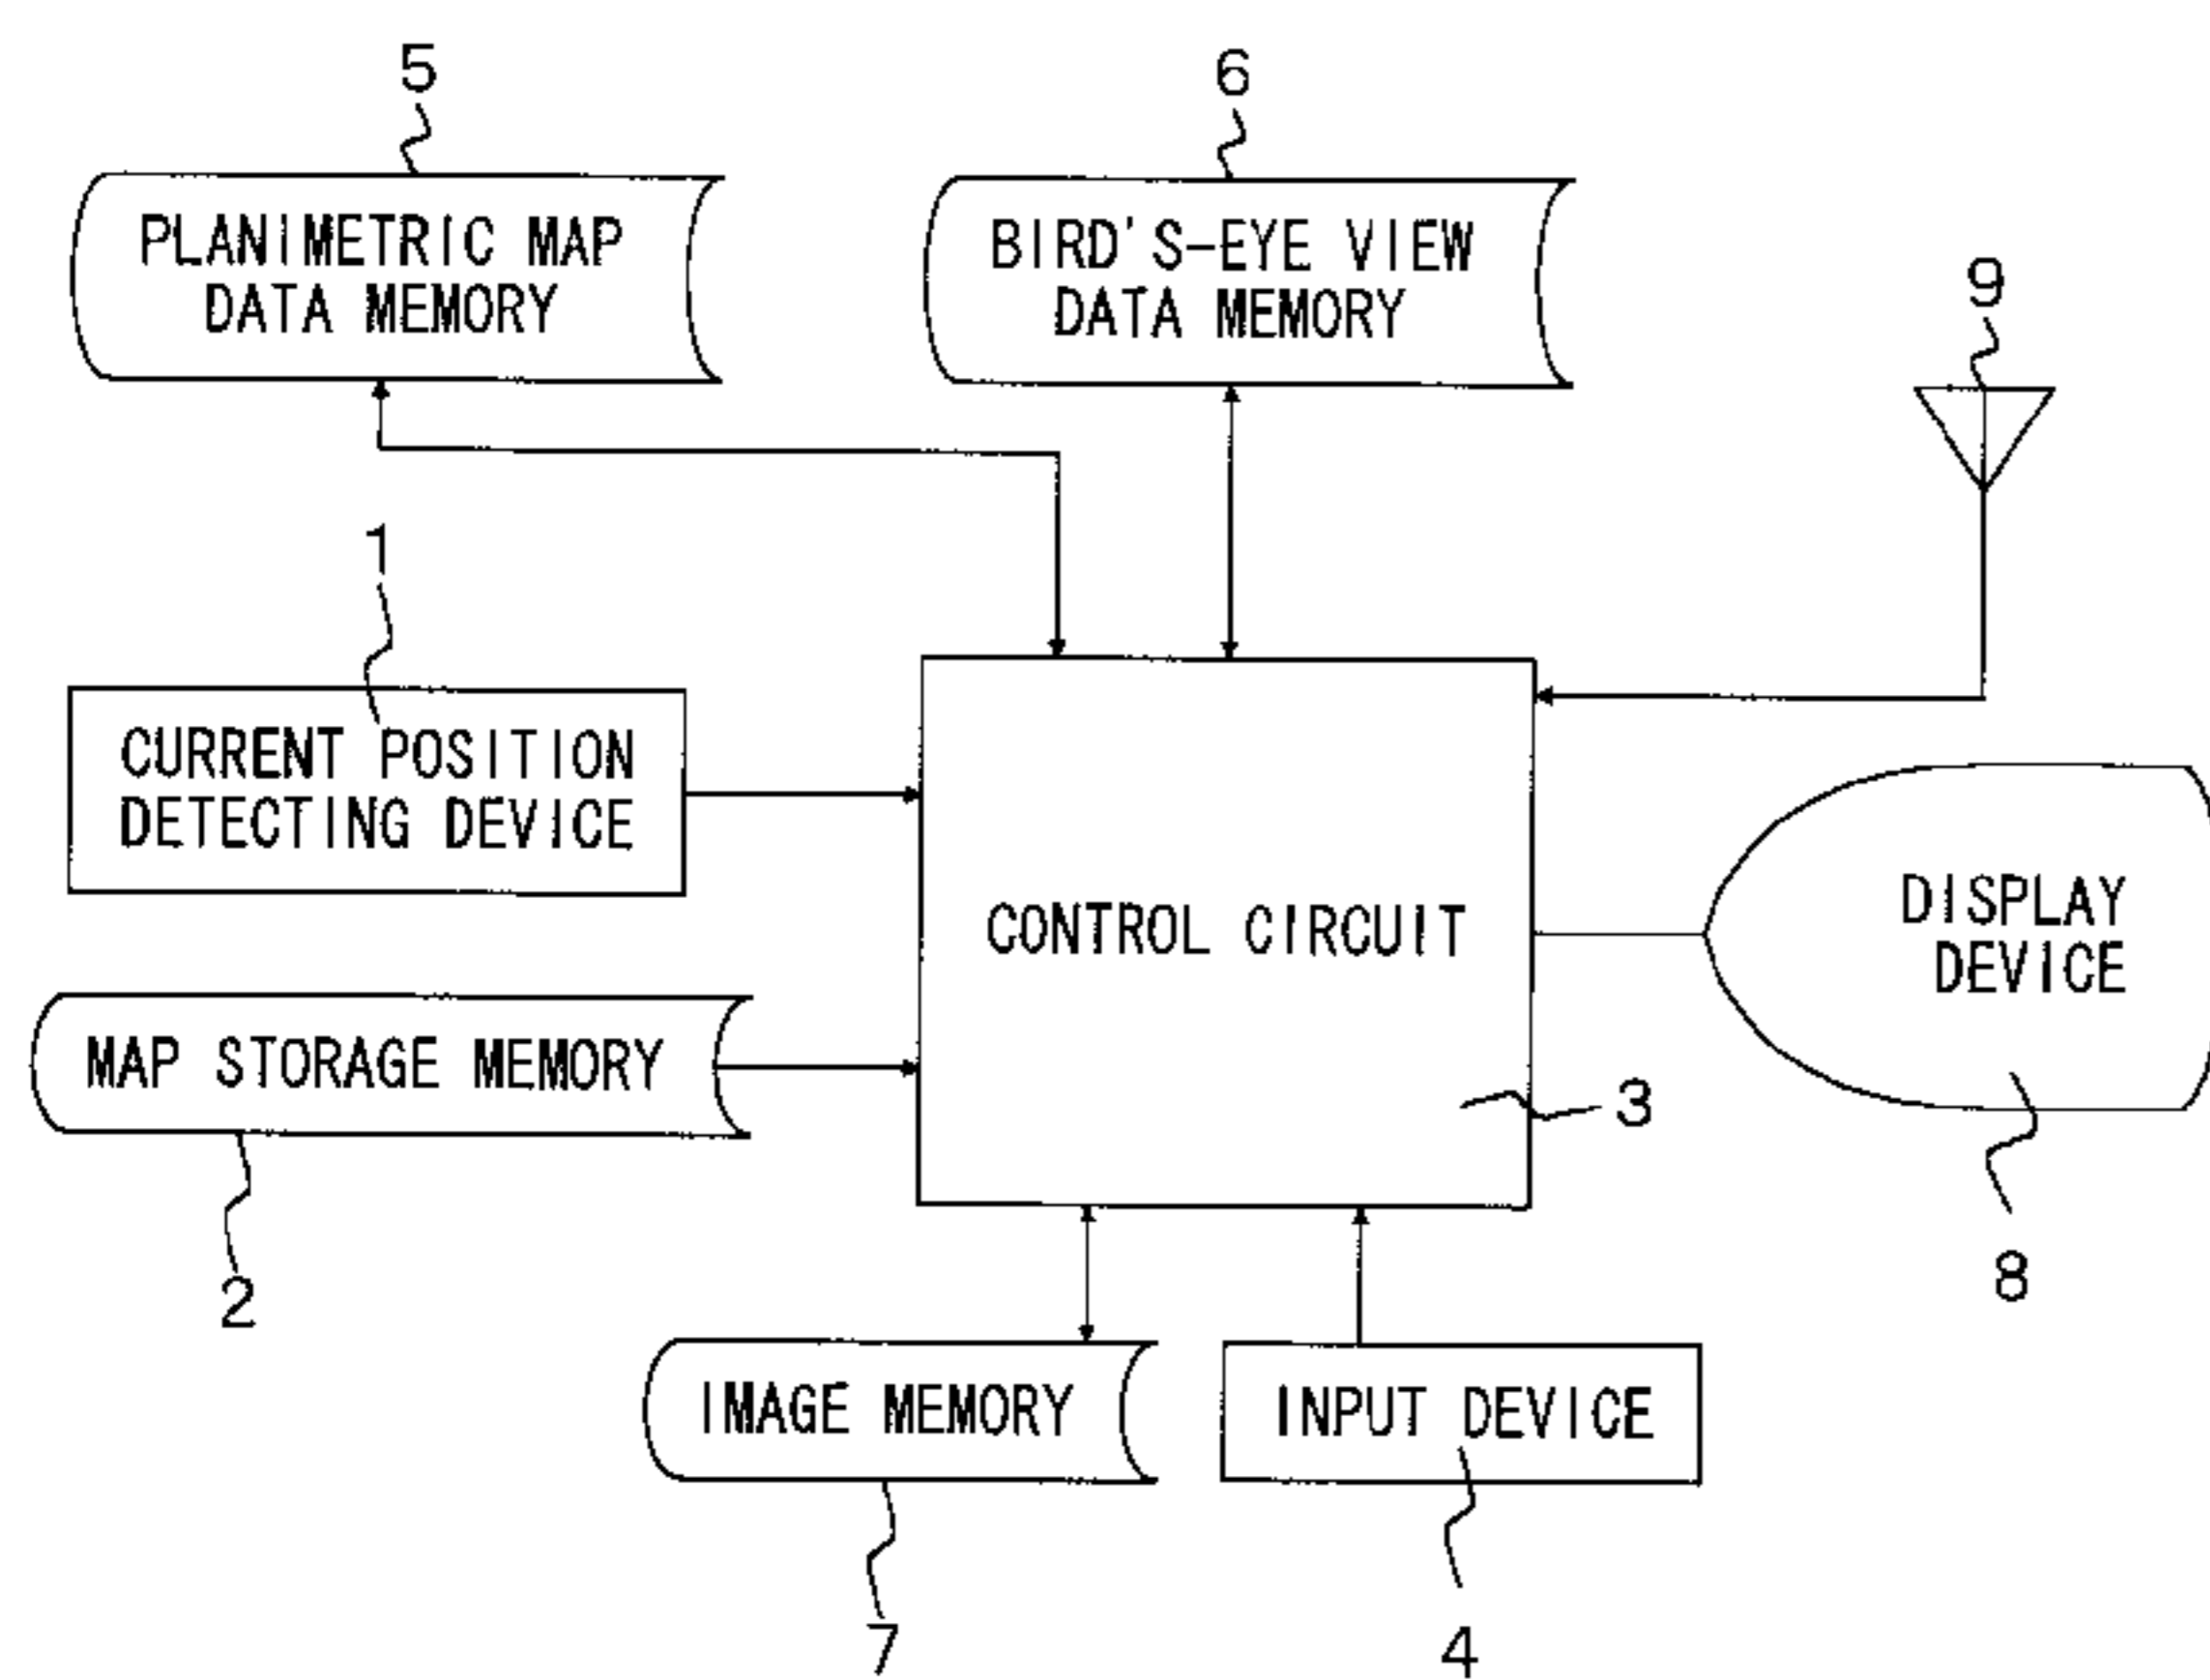 5
6
PLANIMETRIC MAP
DATA MEMORY
BIRD'S-EYE VIEW
DATA MEMORY
9
1
CURRENT POSITION
DETECTING DEVICE
CONTROL CIRCUIT
DISPLAY
DEVICE
MAP STORAGE MEMORY
3
2
8
IMAGE MEMORY
INPUT DEVICE
7
4